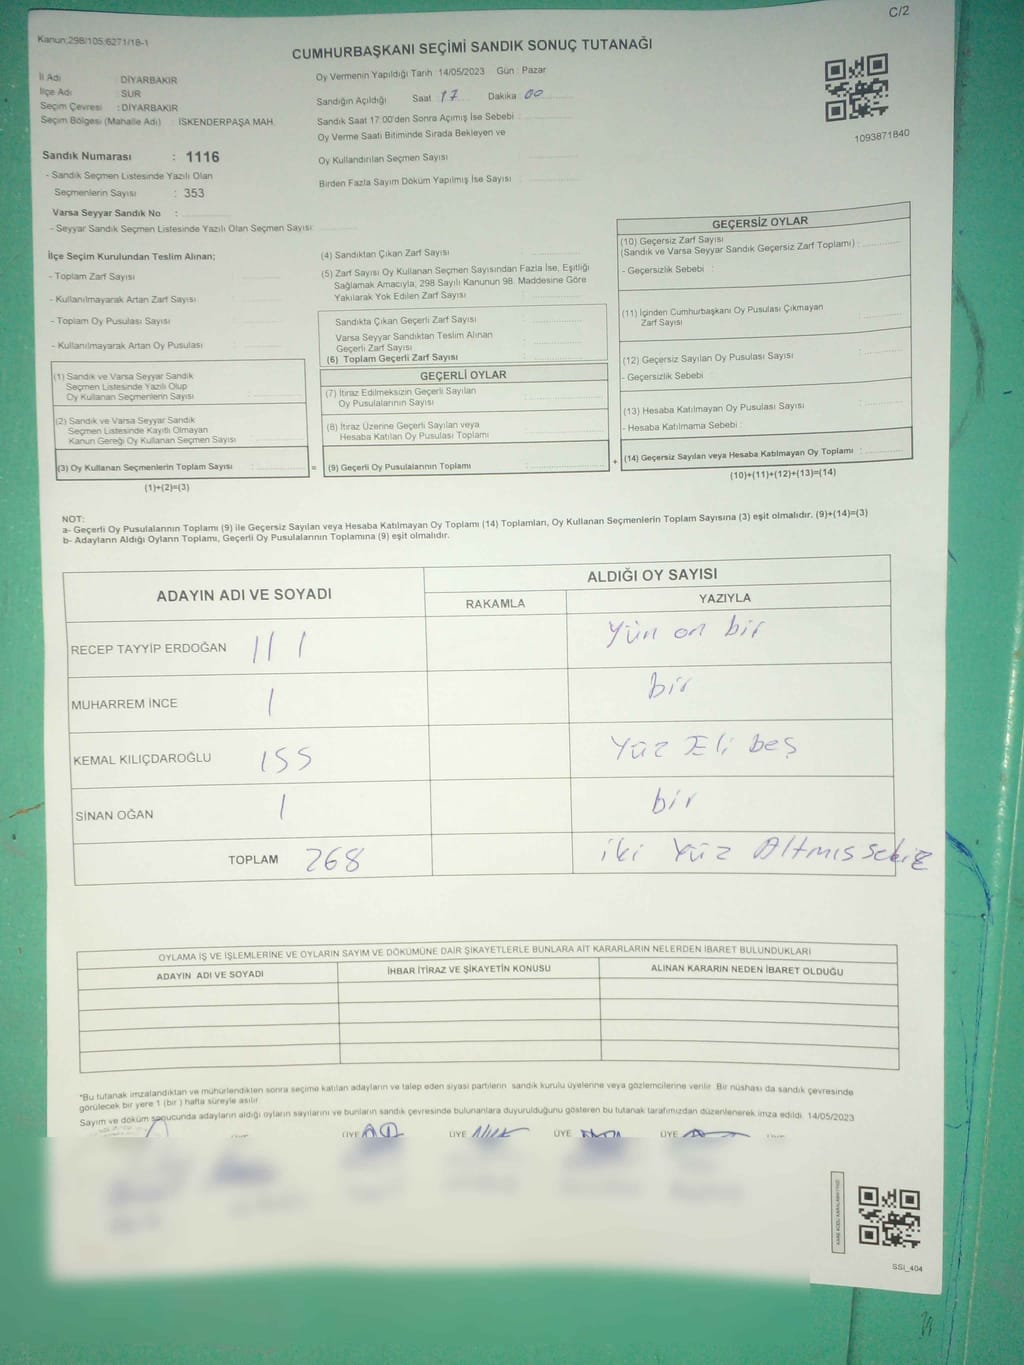 C/2
Kanun:298/105;6271/18-1
CUMHURBAŞKANI SEÇİMİ SANDIK SONUÇ TUTANAĞI
İl Adı : DİYARBAKIR
İlçe Adı : SUR
Seçim Çevresi : DİYARBAKIR
Seçim Bölgesi (Mahalle Adı) : İSKENDERPAŞA MAH.
Sandık Numarası : 1116
- Sandık Seçmen Listesinde Yazılı Olan
Seçmenlerin Sayısı : 353
Varsa Seyyar Sandık No :
- Seyyar Sandık Seçmen Listesinde Yazılı Olan Seçmen Sayısı:
Oy Vermenin Yapıldığı Tarih :14/05/2023 Gün : Pazar
Sandığın Açıldığı Saat 17 Dakika 00
Sandık Saat 17:00'den Sonra Açımış İse Sebebi :
Oy Verme Saati Bitiminde Sırada Bekleyen ve
Oy Kullandırılan Seçmen Sayısı :
Birden Fazla Sayım Döküm Yapılmış İse Sayısı :
1093871840
İlçe Seçim Kurulundan Teslim Alınan;
- Toplam Zarf Sayısı :
- Kullanılmayarak Artan Zarf Sayısı :
- Toplam Oy Pusulası Sayısı :
- Kullanılmayarak Artan Oy Pusulası :
(1) Sandık ve Varsa Seyyar Sandık
Seçmen Listesinde Yazılı Olup
Oy Kullanan Seçmenlerin Sayısı :
(2) Sandık ve Varsa Seyyar Sandık
Seçmen Listesinde Kayıtlı Olmayan
Kanun Gereği Oy Kullanan Seçmen Sayısı :
(3) Oy Kullanan Seçmenlerin Toplam Sayısı :
(1)+(2)=(3)
(4) Sandıktan Çıkan Zarf Sayısı :
(5) Zarf Sayısı Oy Kullanan Seçmen Sayısından Fazla İse, Eşitliği
Sağlamak Amacıyla; 298 Sayılı Kanunun 98. Maddesine Göre
Yakılarak Yok Edilen Zarf Sayısı :
Sandıkta Çıkan Geçerli Zarf Sayısı :
Varsa Seyyar Sandıktan Teslim Alınan
Geçerli Zarf Sayısı :
(6) Toplam Geçerli Zarf Sayısı :
GEÇERLİ OYLAR
(7) İtiraz Edilmeksizin Geçerli Sayılan
Oy Pusulalarının Sayısı :
(8) İtiraz Üzerine Geçerli Sayılan veya
Hesaba Katılan Oy Pusulası Toplamı :
= (9) Geçerli Oy Pusulalarının Toplamı :
GEÇERSİZ OYLAR
(10) Geçersiz Zarf Sayısı
(Sandık ve Varsa Seyyar Sandık Geçersiz Zarf Toplamı) :
- Geçersizlik Sebebi :
(11) İçinden Cumhurbaşkanı Oy Pusulası Çıkmayan
Zarf Sayısı :
(12) Geçersiz Sayılan Oy Pusulası Sayısı :
- Geçersizlik Sebebi :
(13) Hesaba Katılmayan Oy Pusulası Sayısı :
- Hesaba Katılmama Sebebi :
+ (14) Geçersiz Sayılan veya Hesaba Katılmayan Oy Toplamı :
(10)+(11)+(12)+(13)=(14)
NOT:
a- Geçerli Oy Pusulalarının Toplamı (9) ile Geçersiz Sayılan veya Hesaba Katılmayan Oy Toplamı (14) Toplamları, Oy Kullanan Seçmenlerin Toplam Sayısına (3) eşit olmalıdır. (9)+(14)=(3)
b- Adayların Aldığı Oyların Toplamı, Geçerli Oy Pusulalarının Toplamına (9) eşit olmalıdır.
ADAYIN ADI VE SOYADI
ALDIĞI OY SAYISI
RAKAMLA YAZIYLA
RECEP TAYYİP ERDOĞAN 111 Yün on bir
MUHARREM İNCE 1 bir
KEMAL KILIÇDAROĞLU 155 Yüz Eli beş
SİNAN OĞAN 1 bir
TOPLAM 268 iki Yüz Altmıs sekiz
OYLAMA İŞ VE İŞLEMLERİNE VE OYLARIN SAYIM VE DÖKÜMÜNE DAİR ŞİKAYETLERLE BUNLARA AİT KARARLARIN NELERDEN İBARET BULUNDUKLARI
ADAYIN ADI VE SOYADI İHBAR İTİRAZ VE ŞİKAYETİN KONUSU ALINAN KARARIN NEDEN İBARET OLDUĞU
*Bu tutanak imzalandıktan ve mühürlendikten sonra seçime katılan adayların ve talep eden siyasi partilerin sandık kurulu üyelerine veya gözlemcilerine verilir. Bir nüshası da sandık çevresinde
görülecek bir yere 1 (bir ) hafta süreyle asılır.
Sayım ve döküm sonucunda adayların aldığı oyların sayılarını ve bunların sandık çevresinde bulunanlara duyurulduğunu gösteren bu tutanak tarafımızdan düzenlenerek imza edildi. 14/05/2023
ÜYE ÜYE ÜYE ÜYE
SSI_404